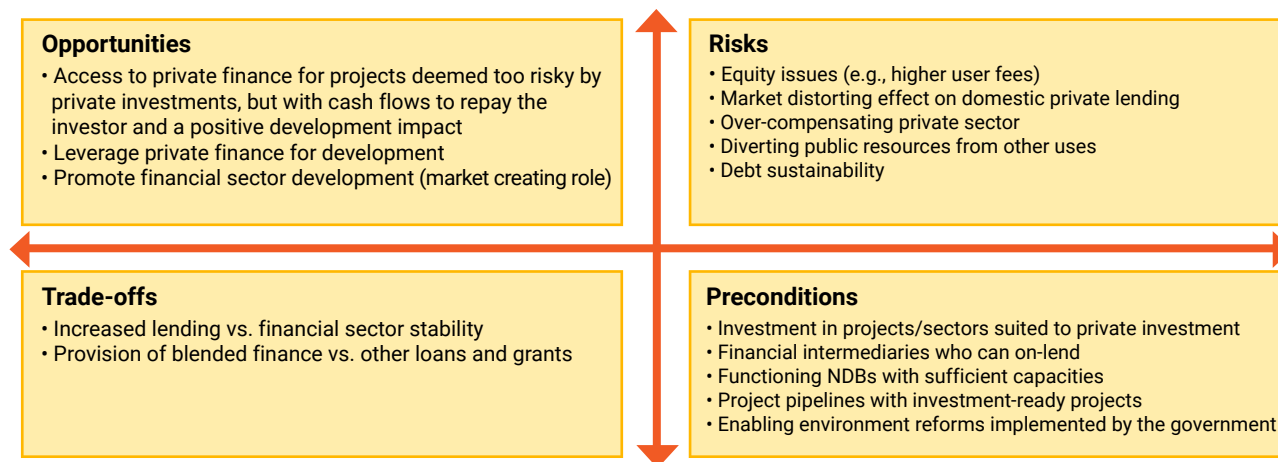 Opportunities
• Access to private finance for projects deemed too risky by
private investments, but with cash flows to repay the
investor and a positive development impact
• Leverage private finance for development
• Promote financial sector development (market creating role)
Risks
• Equity issues (e.g., higher user fees)
• Market distorting effect on domestic private lending
• Over-compensating private sector
• Diverting public resources from other uses
• Debt sustainability
Trade-offs
• Increased lending vs. financial sector stability
• Provision of blended finance vs. other loans and grants
Preconditions
• Investment in projects/sectors suited to private investment
• Financial intermediaries who can on-lend
• Functioning NDBs with sufficient capacities
• Project pipelines with investment-ready projects
• Enabling environment reforms implemented by the government